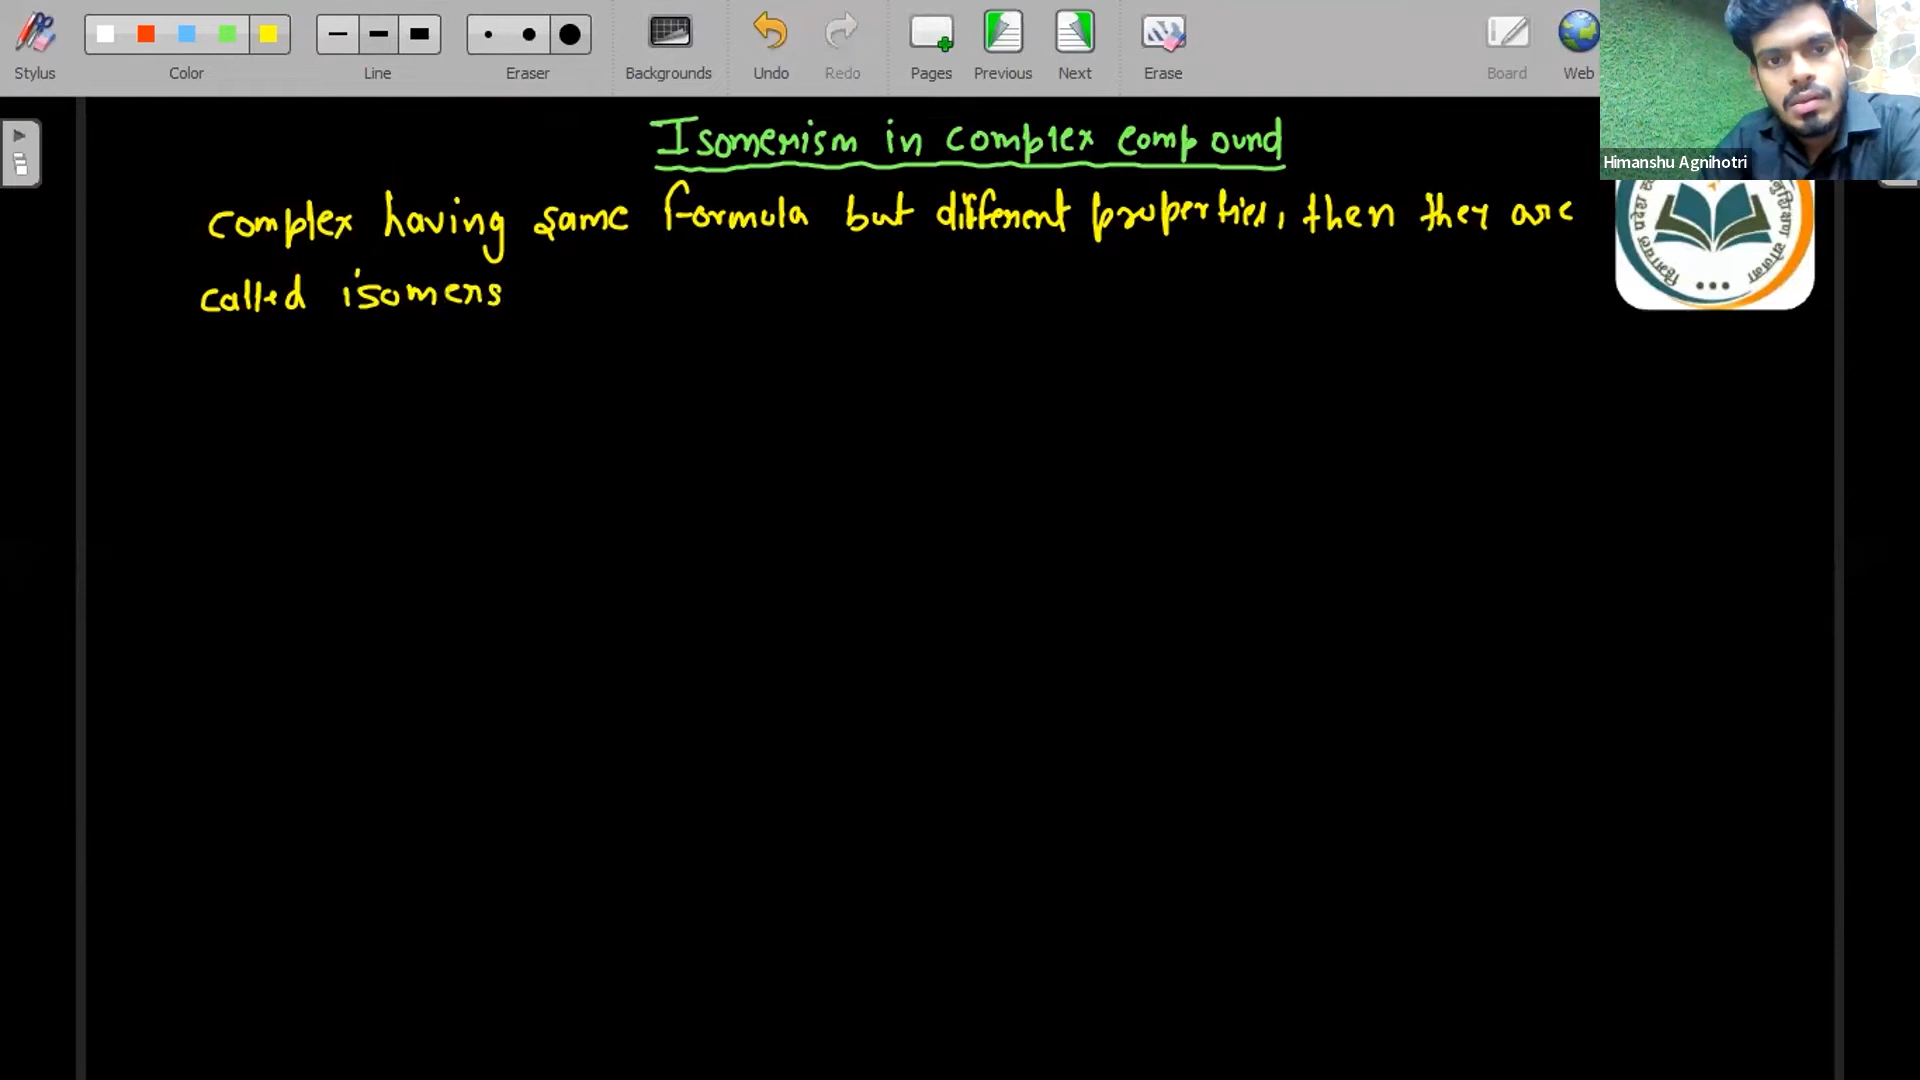 Stylus Color Line Eraser Backgrounds Undo Redo Pages Previous Next Erase Board Web
Himanshu Agnihotri
Isomerism in complex compound
complex having same formula but different properties, then they are
called isomers